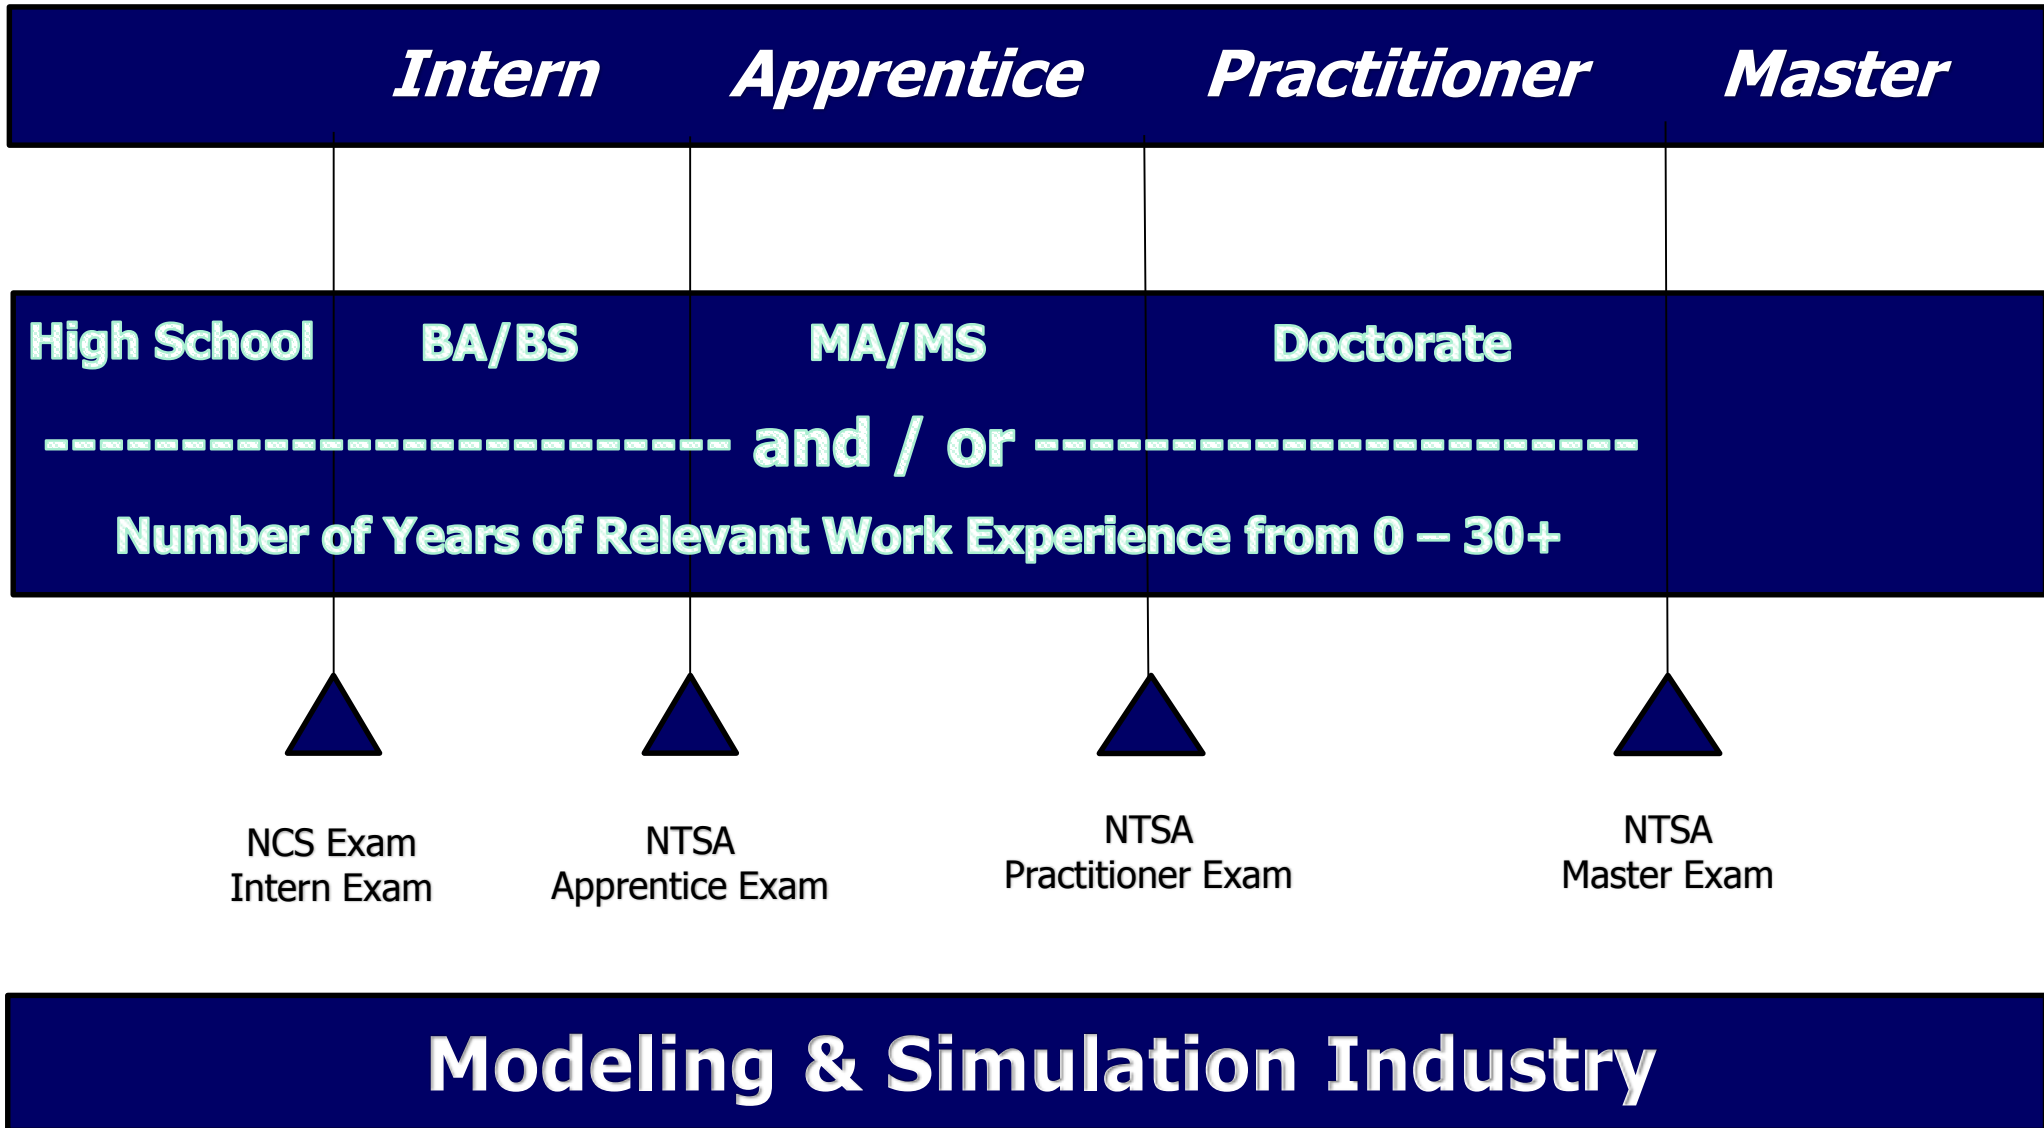 Intern Apprentice Practitioner Master
High School BA/BS MA/MS Doctorate
------------------------- and / or ----------------------
Number of Years of Relevant Work Experience from 0 – 30+
NCS Exam
Intern Exam
NTSA
Apprentice Exam
NTSA
Practitioner Exam
NTSA
Master Exam
Modeling & Simulation Industry